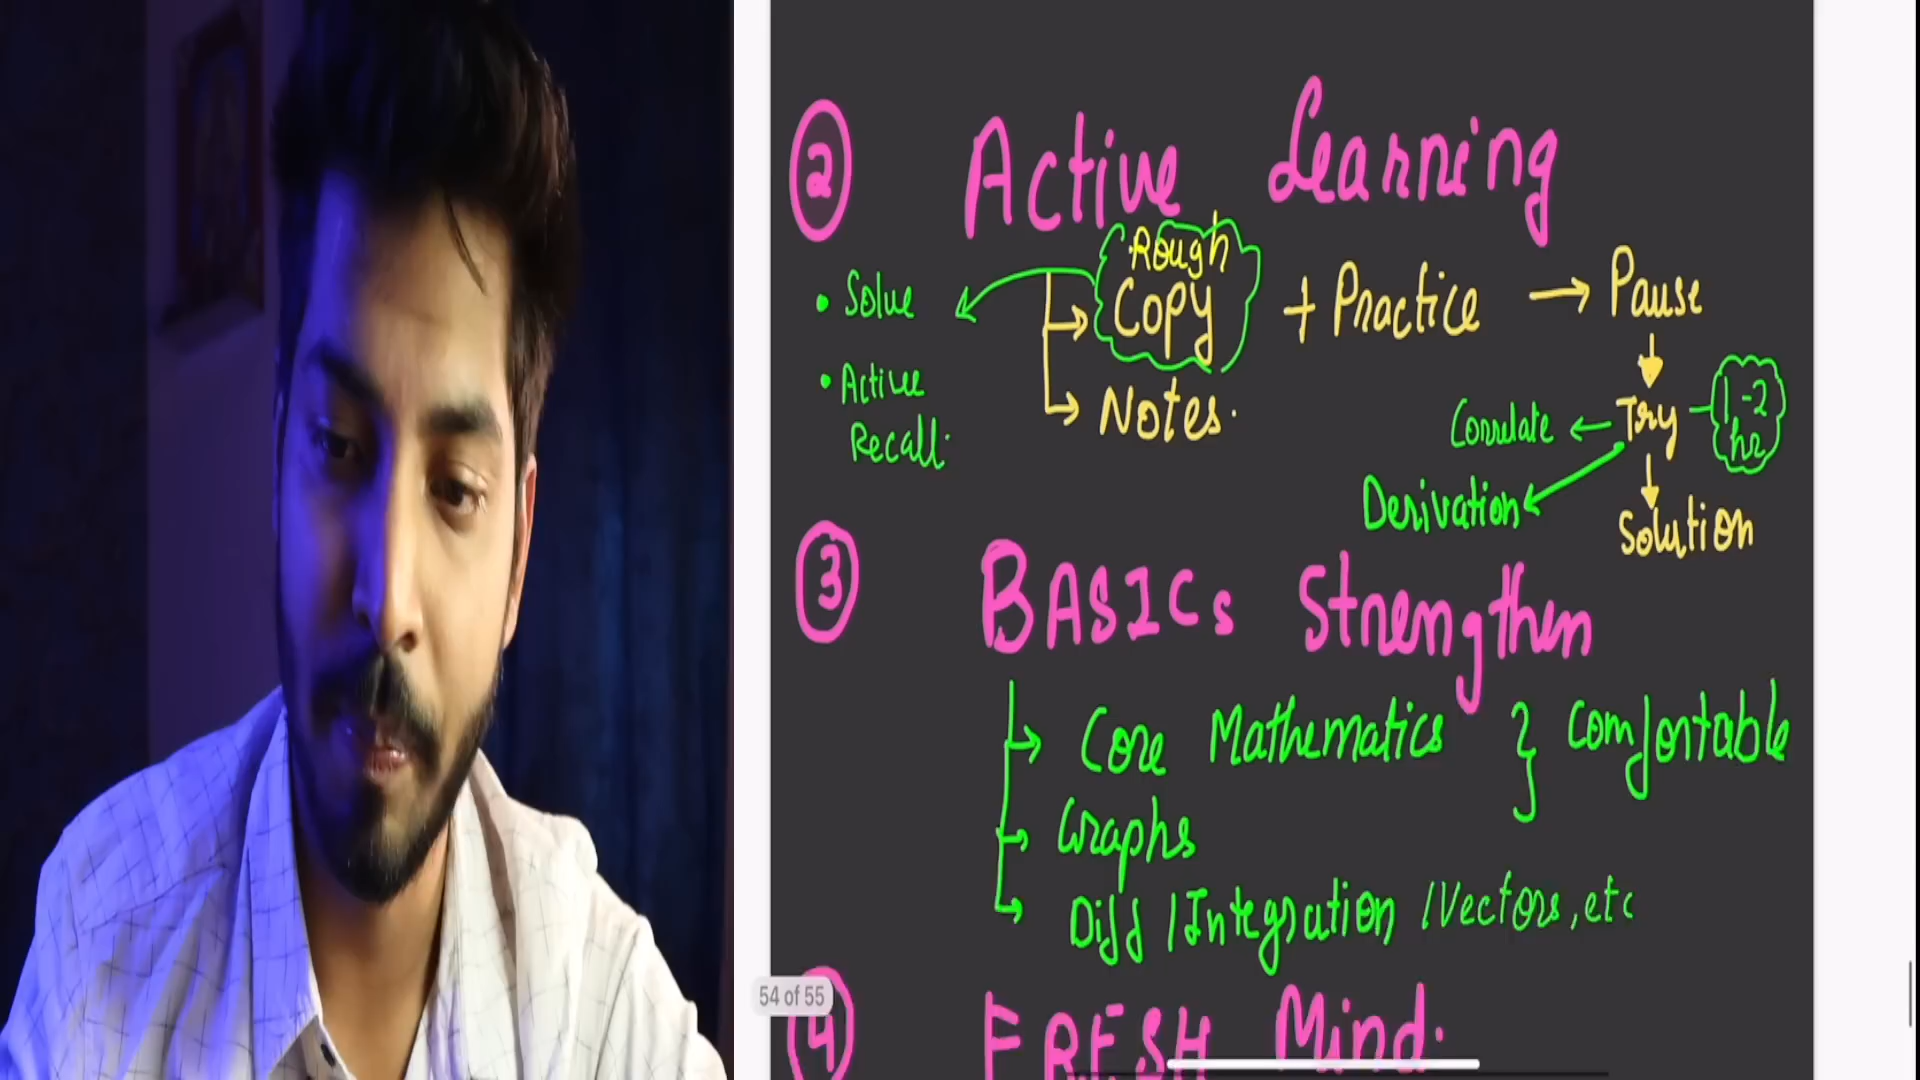 2 Active Learning
Rough
• Solve Copy + Practice → Pause
• Active Recall. Notes.
Correlate ← Try - 1-2 hr
Derivation
Solution
3 BASICs Strengthen
Core Mathematics } Comfortable
Graphs
Diff / Integration / Vectors, etc
54 of 55
4 FRESH Mind.